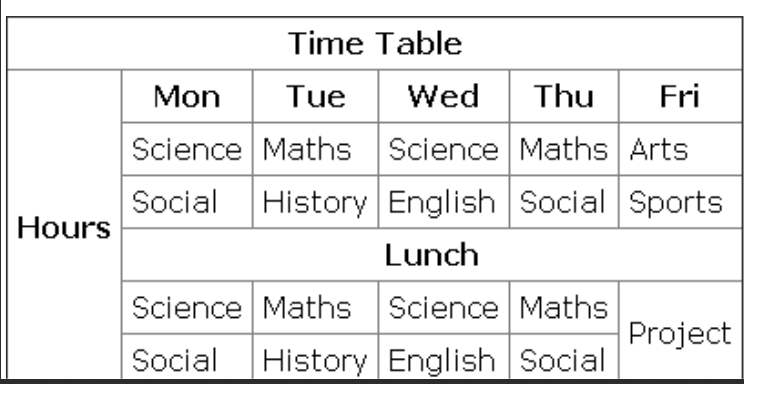 Time Table
Mon Tue Wed Thu Fri
Science Maths Science Maths Arts
Social History English Social Sports
Hours
Lunch
Science Maths Science Maths
Project
Social History English Social